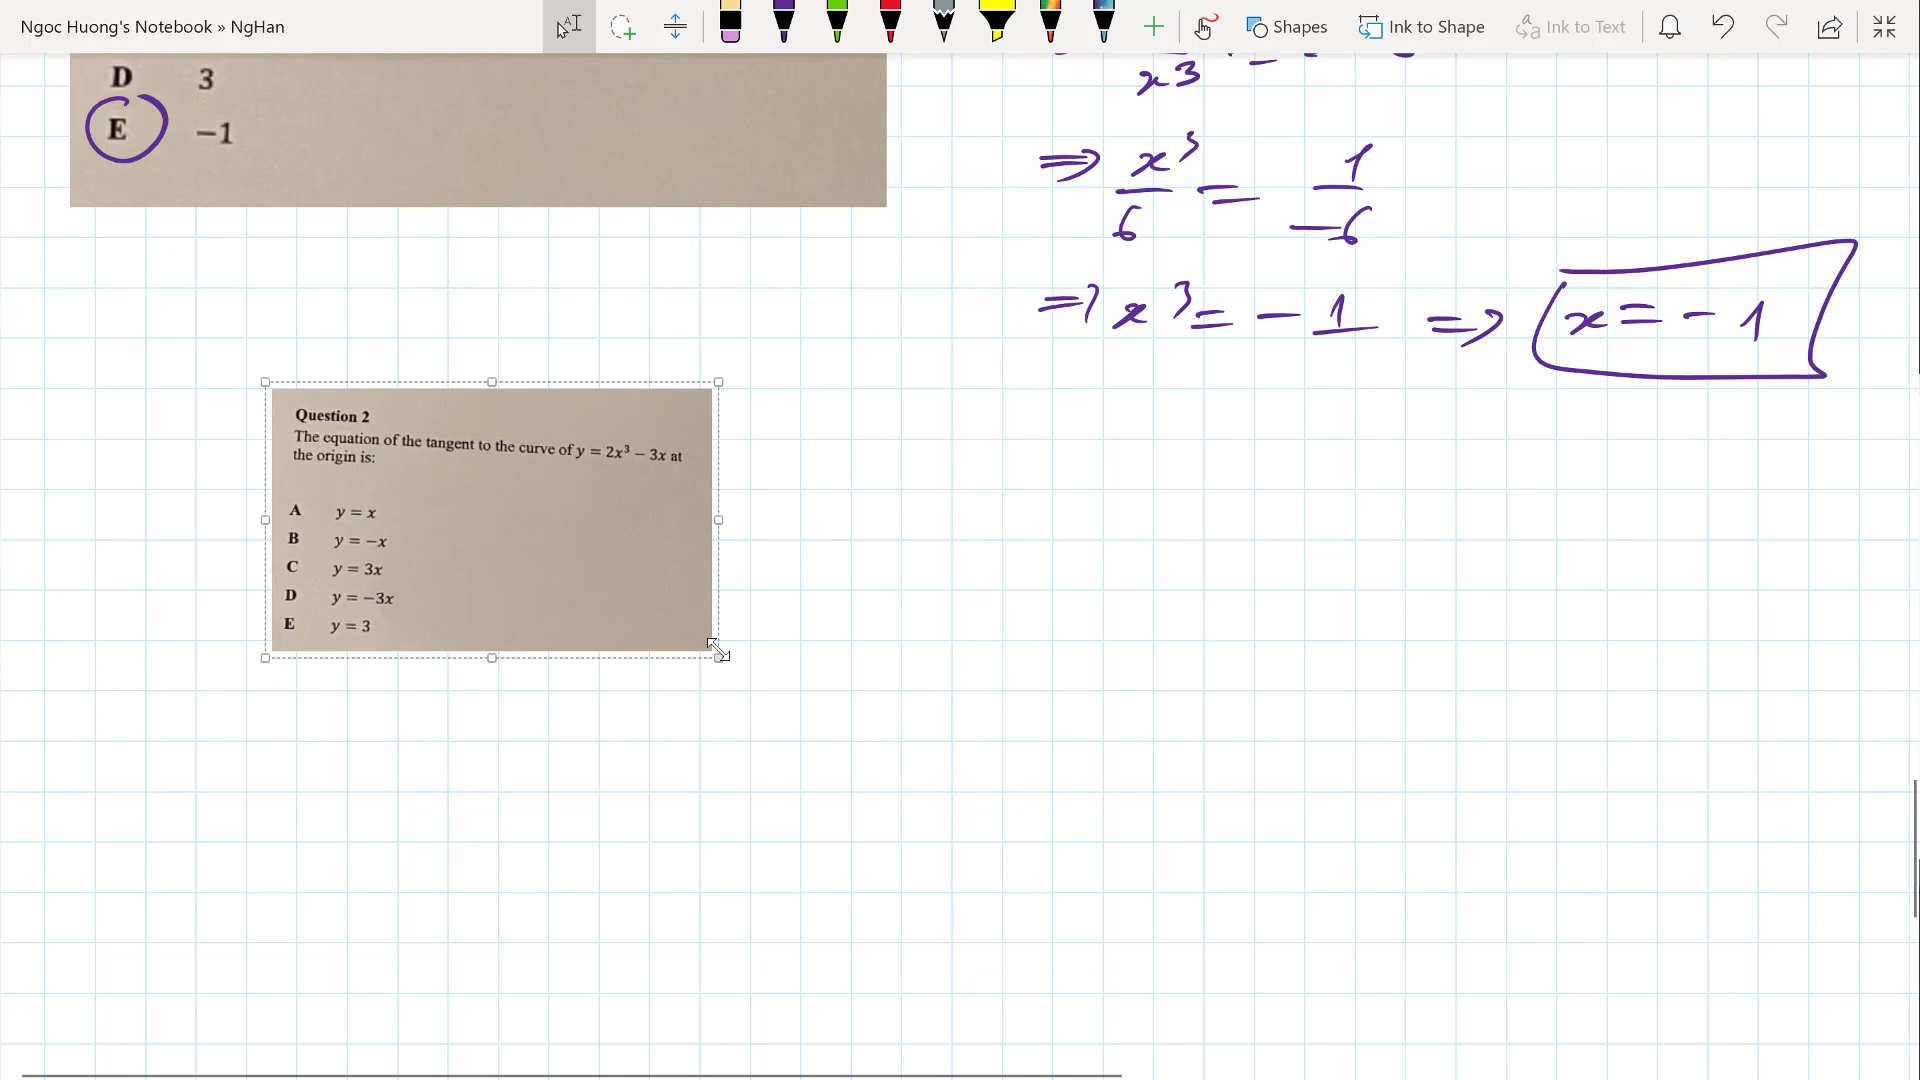 Ngoc Huong's Notebook » NgHan
Shapes
Ink to Shape
Ink to Text
D 3
E −1
x3
⇒ x³/6 = 1/−6
⇒ x³ = −1 ⇒ x = −1
Question 2
The equation of the tangent to the curve of y = 2x³ − 3x at
the origin is:
A y = x
B y = −x
C y = 3x
D y = −3x
E y = 3